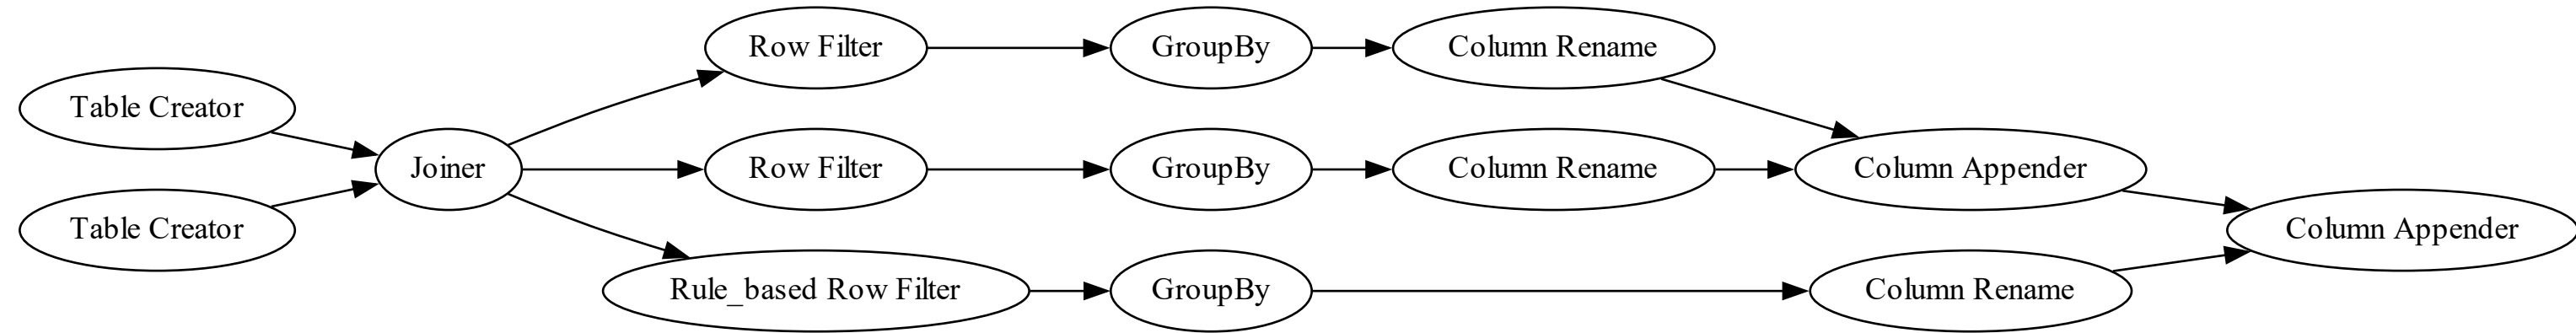 Table Creator
Table Creator
Joiner
Row Filter
GroupBy
Column Rename
Row Filter
GroupBy
Column Rename
Column Appender
Rule_based Row Filter
GroupBy
Column Rename
Column Appender